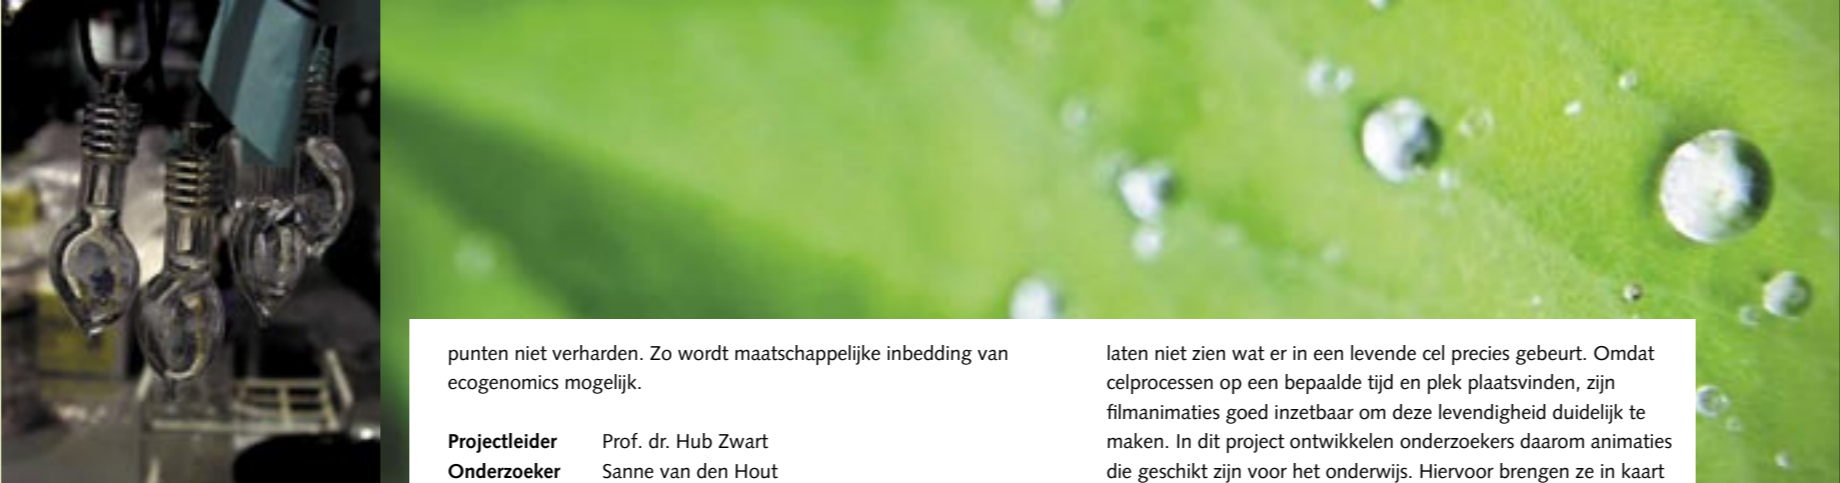 punten niet verharden. Zo wordt maatschappelijke inbedding van
ecogenomics mogelijk.
Projectleider Prof. dr. Hub Zwart
Onderzoeker Sanne van den Hout
laten niet zien wat er in een levende cel precies gebeurt. Omdat
celprocessen op een bepaalde tijd en plek plaatsvinden, zijn
filmanimaties goed inzetbaar om deze levendigheid duidelijk te
maken. In dit project ontwikkelen onderzoekers daarom animaties
die geschikt zijn voor het onderwijs. Hiervoor brengen ze in kaart